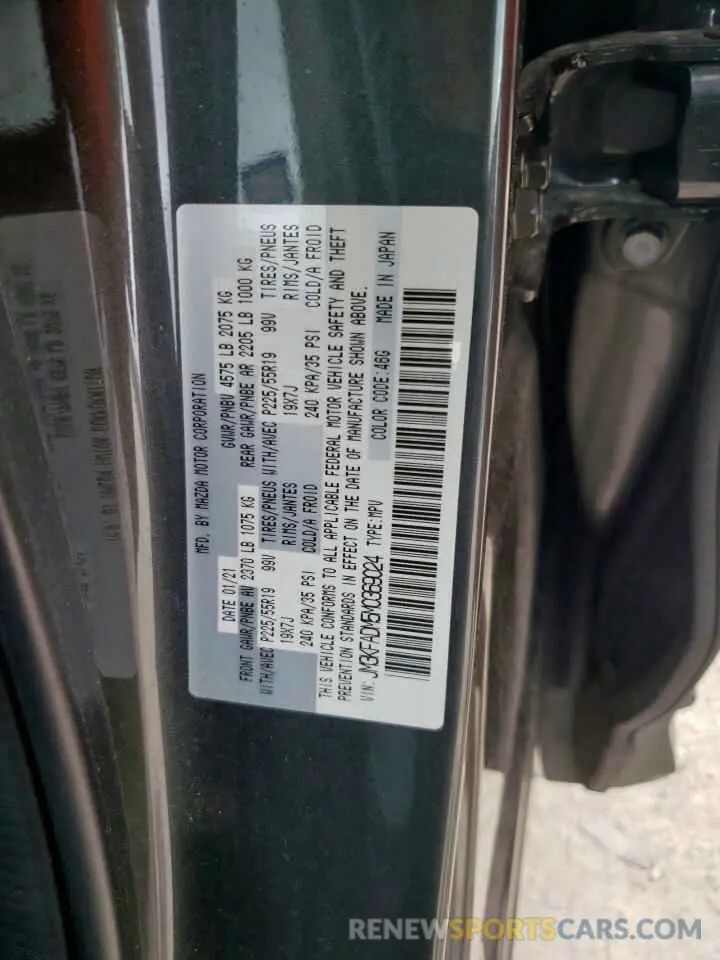 MFD. BY MAZDA MOTOR CORPORATION
DATE 01/21 GVWR/PNBV 4575 LB 2075 KG
FRONT GAWR/PNBE AV 2370 LB 1075 KG REAR GAWR/PNBE AR 2205 LB 1000 KG
WITH/AVEC P225/55R19 99V TIRES/PNEUS WITH/AVEC P225/55R19 99V TIRES/PNEUS
19X7J RIMS/JANTES 19X7J RIMS/JANTES
240 KPA/35 PSI COLD/A FROID 240 KPA/35 PSI COLD/A FROID
THIS VEHICLE CONFORMS TO ALL APPLICABLE FEDERAL MOTOR VEHICLE SAFETY AND THEFT
PREVENTION STANDARDS IN EFFECT ON THE DATE OF MANUFACTURE SHOWN ABOVE.
VIN: JM3KFADM5M0369024 TYPE:MPV COLOR CODE:46G MADE IN JAPAN
RENEWSPORTSCARS.COM